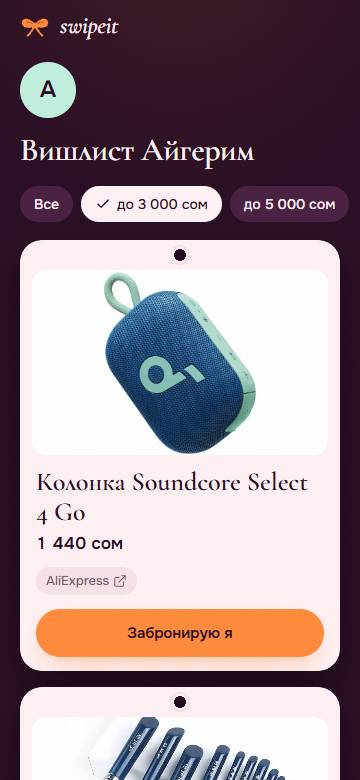 swipeit
A
Вишлист Айгерим
Все
до 3 000 сом
до 5 000 сом
Колонка Soundcore Select
4 Go
1 440 сом
AliExpress
Забронирую я